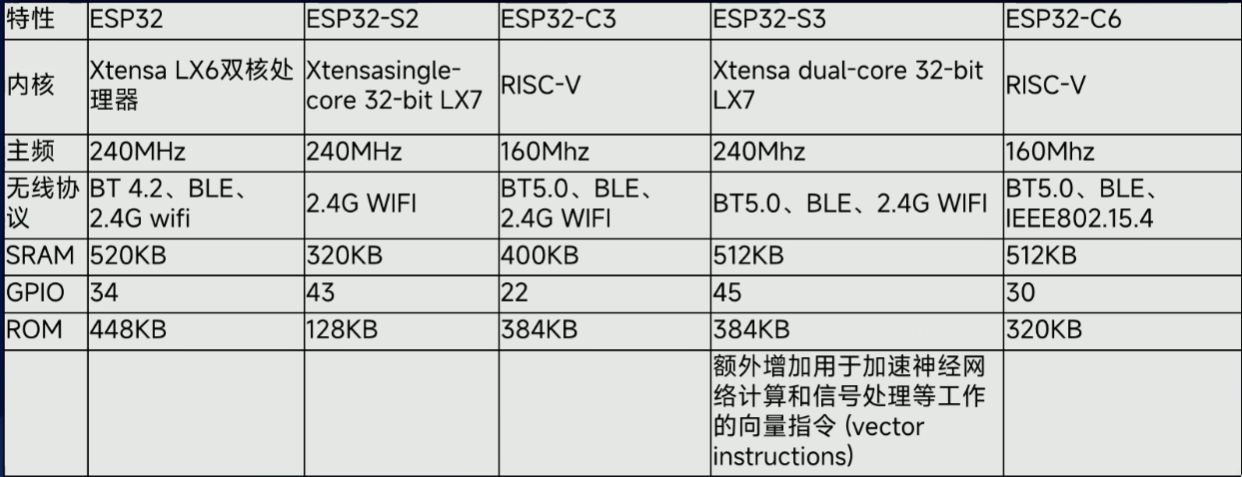 特性 ESP32 ESP32-S2 ESP32-C3 ESP32-S3 ESP32-C6
内核 Xtensa LX6双核处理器 Xtensasingle-core 32-bit LX7 RISC-V Xtensa dual-core 32-bit LX7 RISC-V
主频 240MHz 240MHz 160Mhz 240Mhz 160Mhz
无线协议 BT 4.2、BLE、2.4G wifi 2.4G WIFI BT5.0、BLE、2.4G WIFI BT5.0、BLE、2.4G WIFI BT5.0、BLE、IEEE802.15.4
SRAM 520KB 320KB 400KB 512KB 512KB
GPIO 34 43 22 45 30
ROM 448KB 128KB 384KB 384KB 320KB
额外增加用于加速神经网
络计算和信号处理等工作
的向量指令 (vector
instructions)